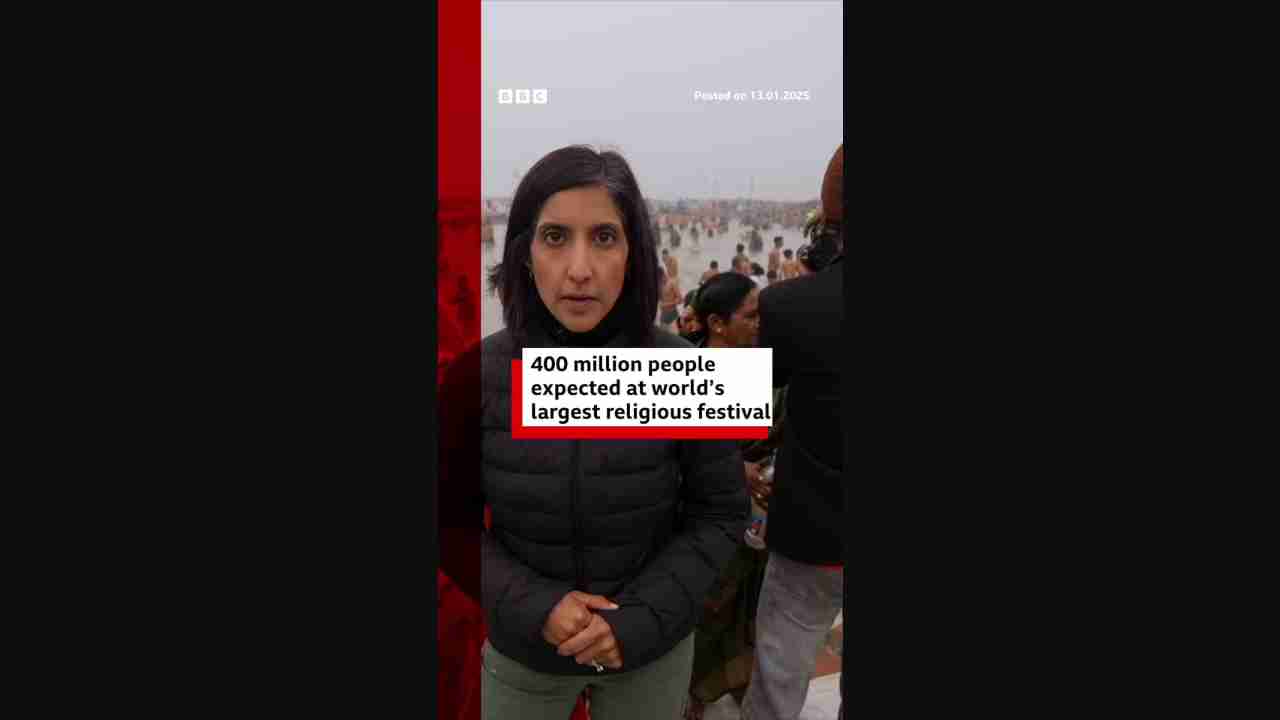 BBC
Posted on 13.01.2025
400 million people
expected at world's
largest religious festival